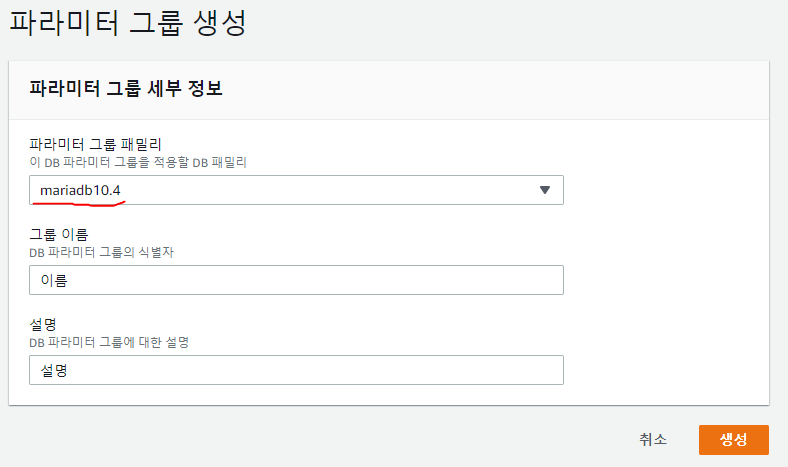 파라미터 그룹 생성
파라미터 그룹 세부 정보
파라미터 그룹 패밀리
이 DB 파라미터 그룹을 적용할 DB 패밀리
mariadb10.4
그룹 이름
DB 파라미터 그룹의 식별자
이름
설명
DB 파라미터 그룹에 대한 설명
설명
취소
생성